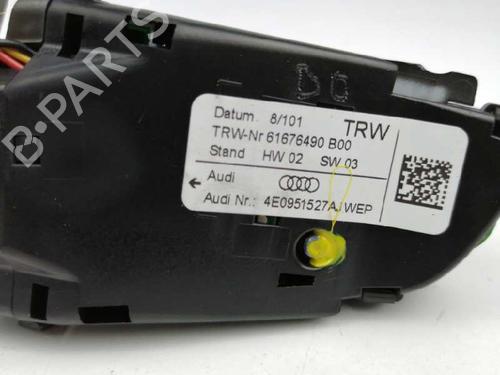 B-PARTS
Datum 8/101 TRW
TRW-Nr 61676490 B00
Stand HW 02 SW 03
Audi
Audi Nr.: 4E0951527AJ WEP